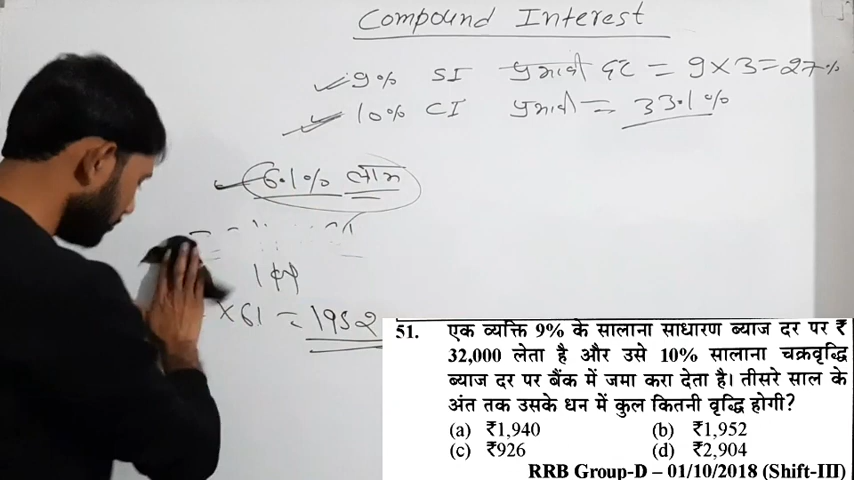 Compound Interest
9% SI प्रभावी दर = 9 × 3 = 27%
10% CI प्रभावी = 33.1%
6.1% लाभ
× 61 = 1952
51. एक व्यक्ति 9% के सालाना साधारण ब्याज दर पर ₹
32,000 लेता है और उसे 10% सालाना चक्रवृद्धि
ब्याज दर पर बैंक में जमा करा देता है। तीसरे साल के
अंत तक उसके धन में कुल कितनी वृद्धि होगी?
(a) ₹1,940 (b) ₹1,952
(c) ₹926 (d) ₹2,904
RRB Group-D – 01/10/2018 (Shift-III)